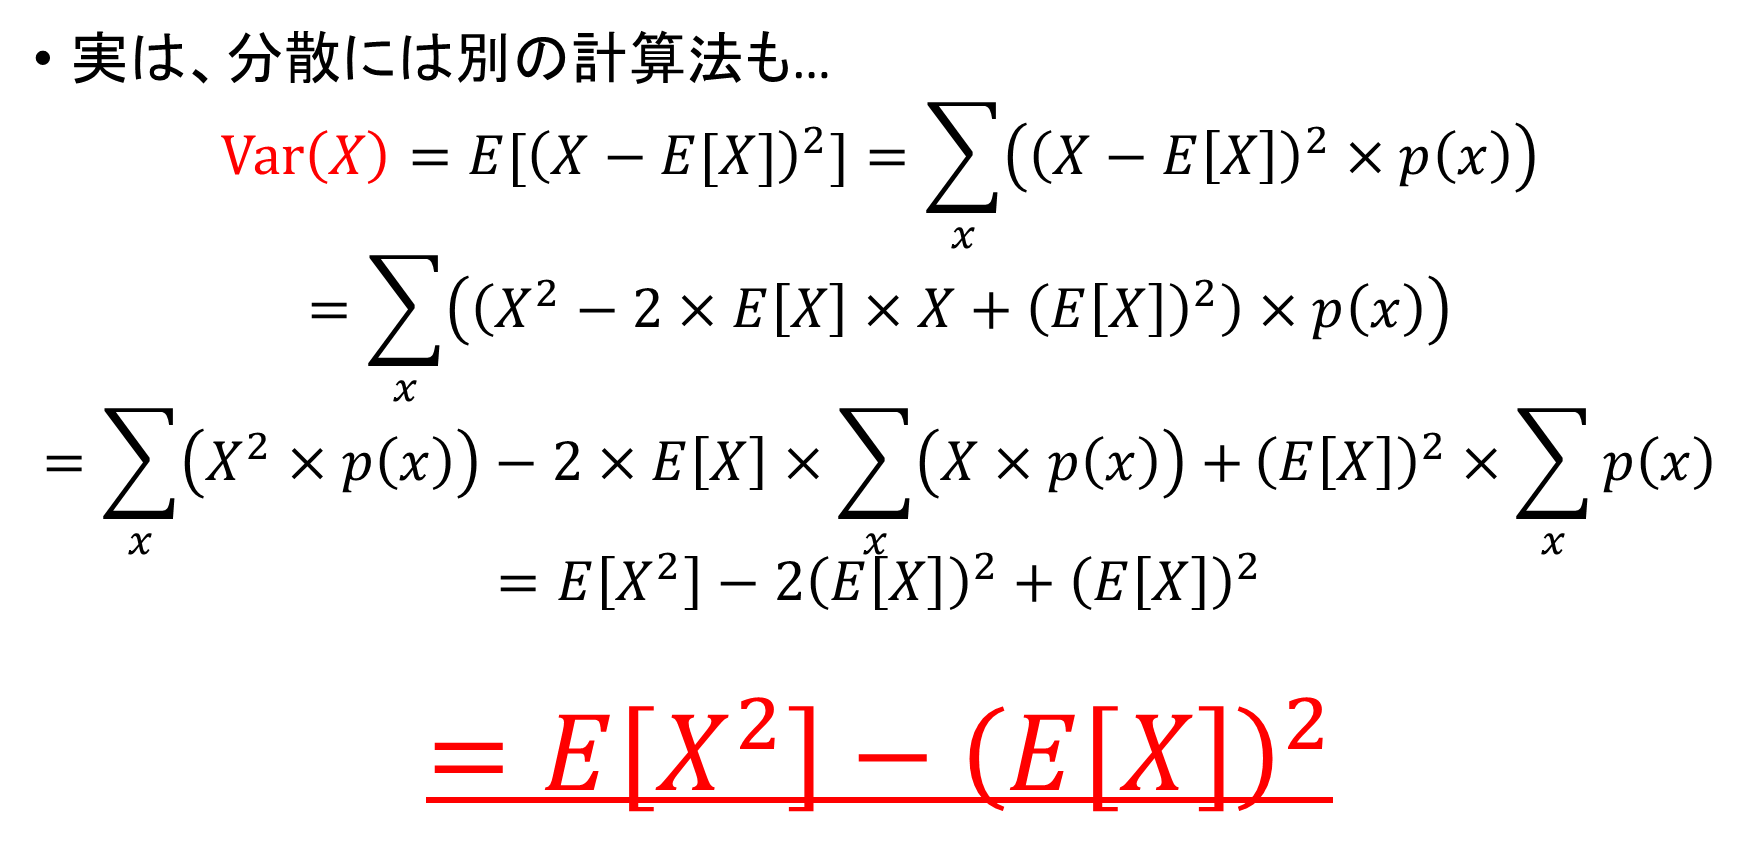 • 実は、分散には別の計算法も…
Var(X) = E[(X − E[X])²] = ∑ₓ((X − E[X])² × p(x))
= ∑ₓ((X² − 2 × E[X] × X + (E[X])²) × p(x))
= ∑ₓ(X² × p(x)) − 2 × E[X] × ∑ₓ(X × p(x)) + (E[X])² × ∑ₓ p(x)
= E[X²] − 2(E[X])² + (E[X])²
= E[X²] − (E[X])²